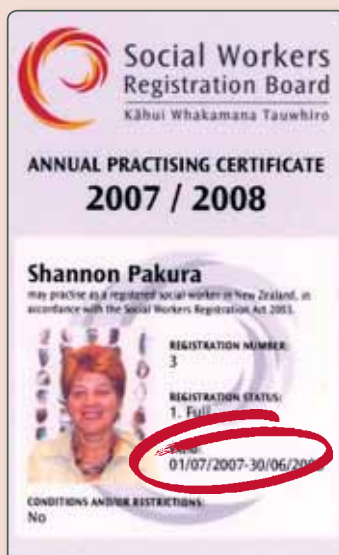 Social Workers
Registration Board
Kāhui Whakamana Tauwhiro
ANNUAL PRACTISING CERTIFICATE
2007 / 2008
Shannon Pakura
may practise as a registered social worker in New Zealand, in
accordance with the Social Workers Registration Act 2003.
REGISTRATION NUMBER:
3
REGISTRATION STATUS:
1. Full
01/07/2007-30/06/
CONDITIONS AND/OR RESTRICTIONS:
No